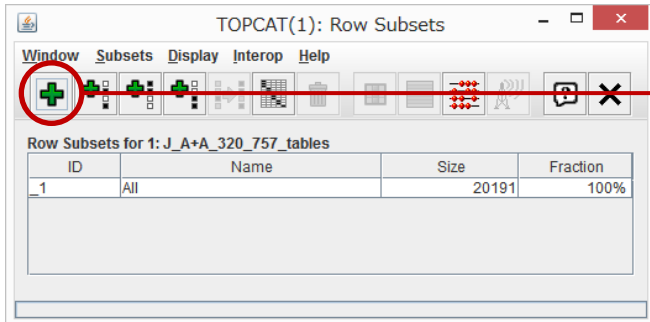 TOPCAT(1): Row Subsets
Window Subsets Display Interop Help
Row Subsets for 1: J_A+A_320_757_tables
ID Name Size Fraction
_1 All 20191 100%